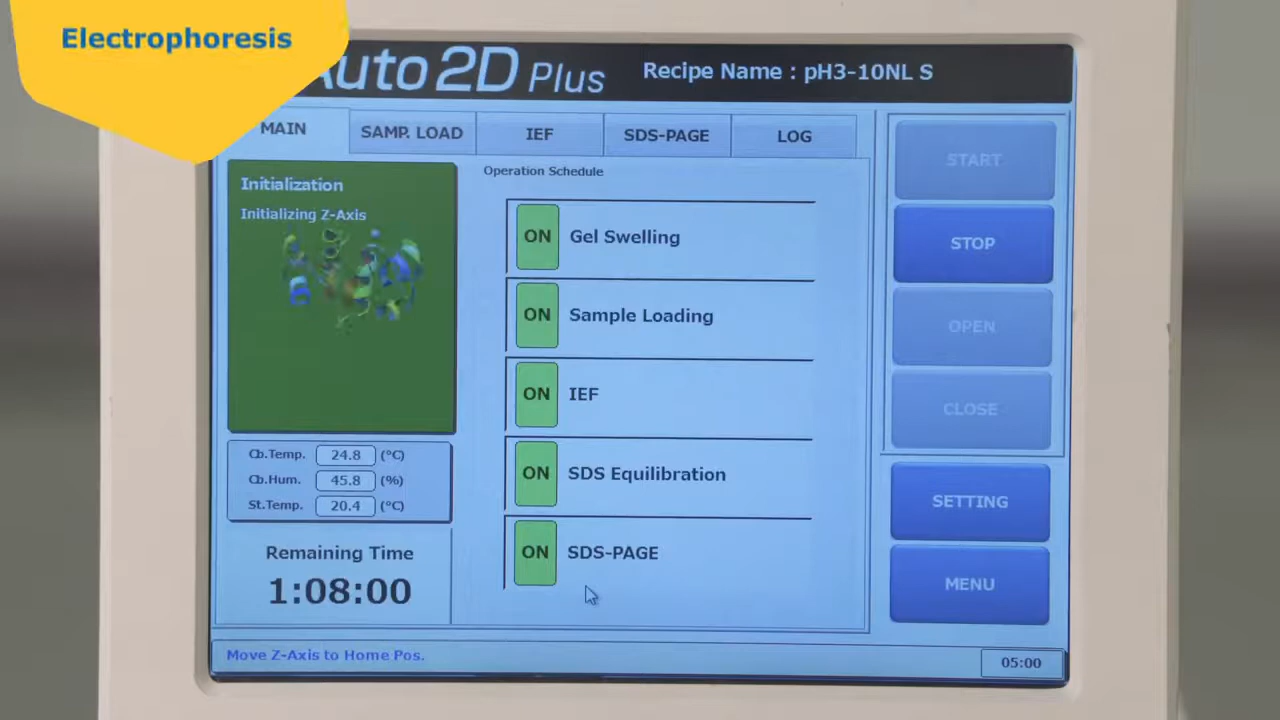 Electrophoresis
Auto 2D Plus
Recipe Name : pH3-10NL S
MAIN
SAMP. LOAD
IEF
SDS-PAGE
LOG
Initialization
Initializing Z-Axis
Operation Schedule
ON Gel Swelling
ON Sample Loading
ON IEF
ON SDS Equilibration
ON SDS-PAGE
Cb.Temp. 24.8 (°C)
Cb.Hum. 45.8 (%)
St.Temp. 20.4 (°C)
Remaining Time
1:08:00
START
STOP
OPEN
CLOSE
SETTING
MENU
Move Z-Axis to Home Pos.
05:00